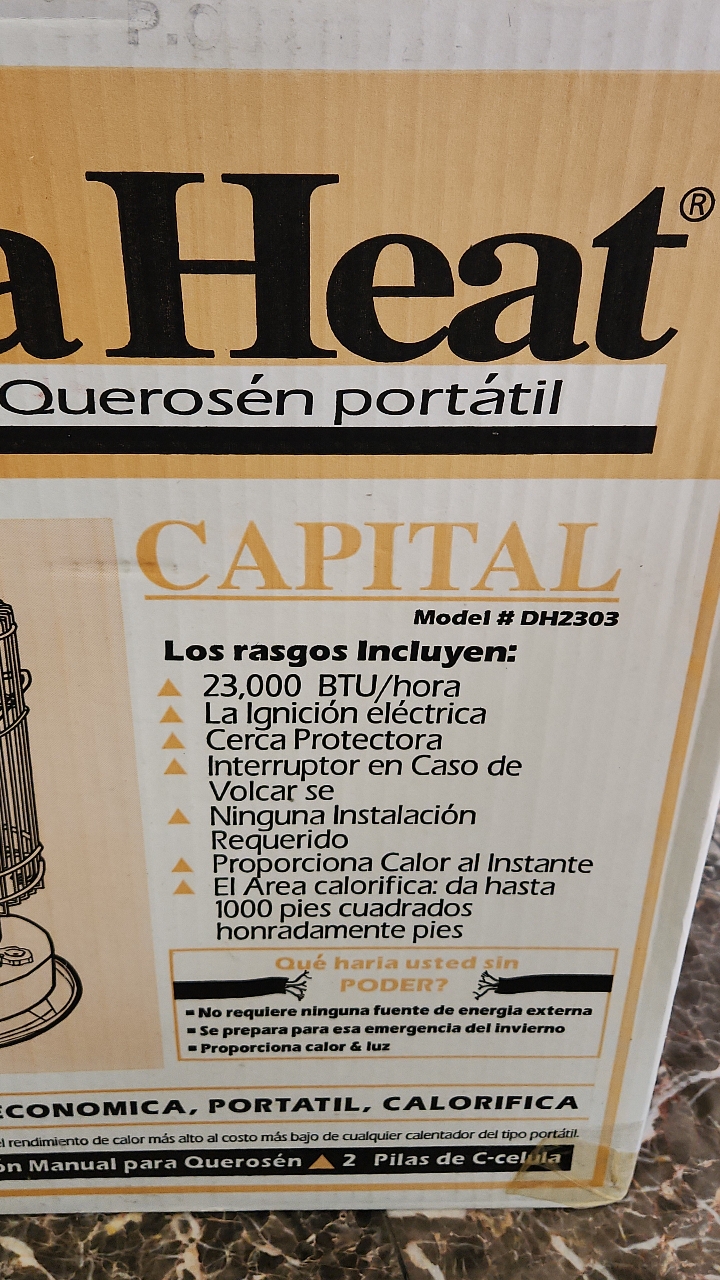 P.O
a Heat®
Querosén portátil
CAPITAL
Model # DH2303
Los rasgos Incluyen:
▲ 23,000 BTU/hora
▲ La Ignición eléctrica
▲ Cerca Protectora
▲ Interruptor en Caso de
Volcar se
▲ Ninguna Instalación
Requerido
▲ Proporciona Calor al Instante
▲ El Area calorifica: da hasta
1000 pies cuadrados
honradamente pies
Qué haria usted sin
PODER?
▪ No requiere ninguna fuente de energia externa
▪ Se prepara para esa emergencia del invierno
▪ Proporciona calor & luz
ECONOMICA, PORTATIL, CALORIFICA
el rendimiento de calor más alto al costo más bajo de cualquier calentador del tipo portátil.
ón Manual para Querosén ▲ 2 Pilas de C-celula